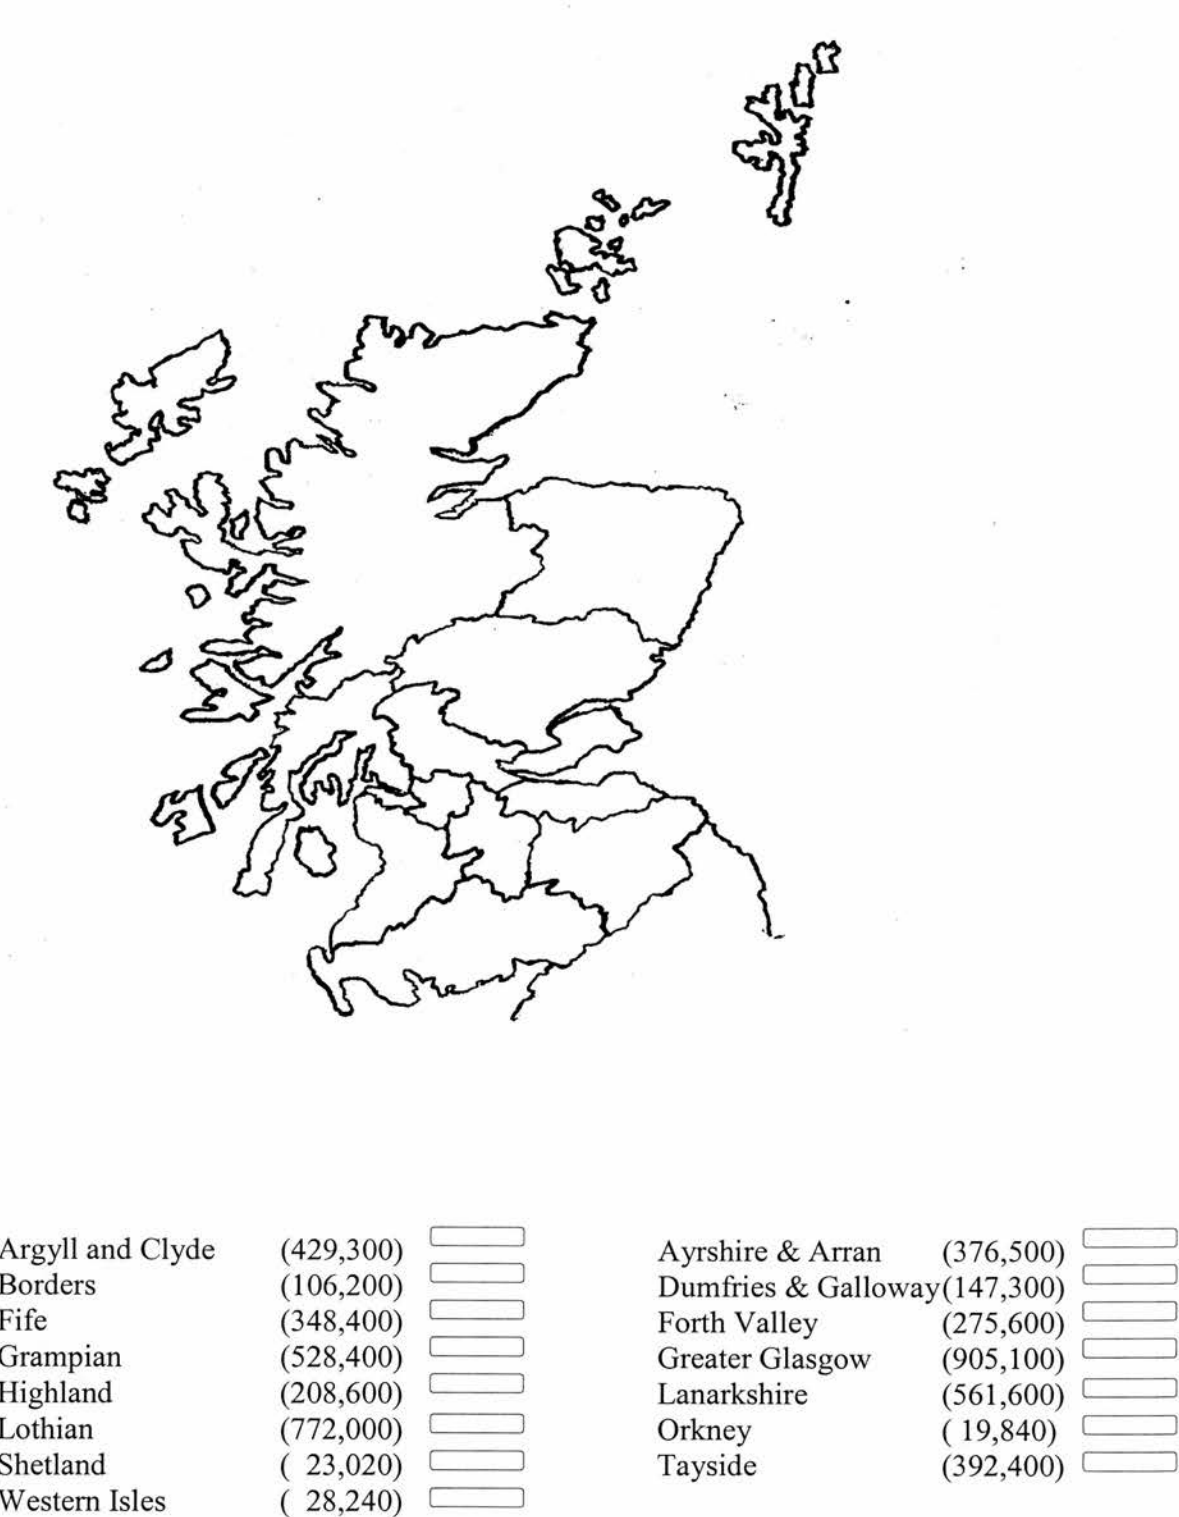 Argyll and Clyde (429,300)
Borders (106,200)
Fife (348,400)
Grampian (528,400)
Highland (208,600)
Lothian (772,000)
Shetland ( 23,020)
Western Isles ( 28,240)
Ayrshire & Arran (376,500)
Dumfries & Galloway(147,300)
Forth Valley (275,600)
Greater Glasgow (905,100)
Lanarkshire (561,600)
Orkney ( 19,840)
Tayside (392,400)